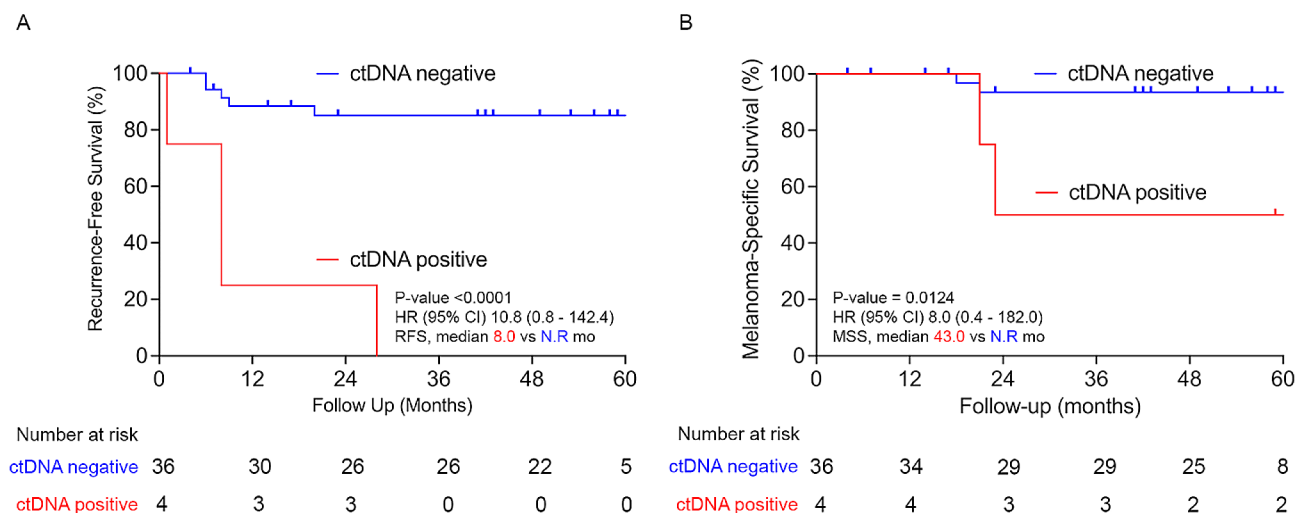 A
Recurrence-Free Survival (%)
100
80
60
40
20
0
ctDNA negative
ctDNA positive
P-value <0.0001
HR (95% CI) 10.8 (0.8 - 142.4)
RFS, median 8.0 vs N.R mo
0 12 24 36 48 60
Follow Up (Months)
Number at risk
ctDNA negative 36 30 26 26 22 5
ctDNA positive 4 3 3 0 0 0
B
Melanoma-Specific Survival (%)
100
80
60
40
20
0
ctDNA negative
ctDNA positive
P-value = 0.0124
HR (95% CI) 8.0 (0.4 - 182.0)
MSS, median 43.0 vs N.R mo
0 12 24 36 48 60
Follow-up (months)
Number at risk
ctDNA negative 36 34 29 29 25 8
ctDNA positive 4 4 3 3 2 2